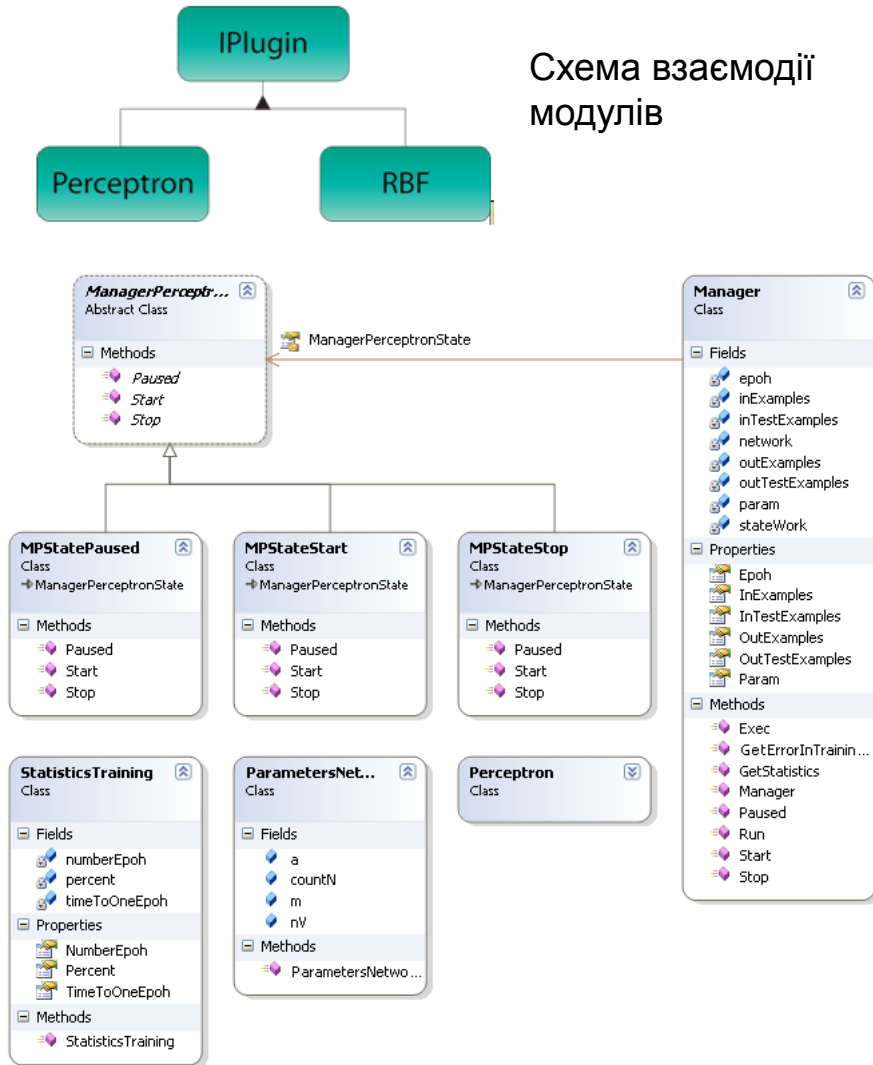 IPlugin
Схема взаємодії
модулів
Perceptron
RBF
ManagerPerceptr...
Abstract Class
Methods
Paused
Start
Stop
ManagerPerceptronState
Manager
Class
Fields
epoh
inExamples
inTestExamples
network
outExamples
outTestExamples
param
stateWork
Properties
Epoh
InExamples
InTestExamples
OutExamples
OutTestExamples
Param
Methods
Exec
GetErrorInTrainin...
GetStatistics
Manager
Paused
Run
Start
Stop
MPStatePaused
Class
ManagerPerceptronState
Methods
Paused
Start
Stop
MPStateStart
Class
ManagerPerceptronState
Methods
Paused
Start
Stop
MPStateStop
Class
ManagerPerceptronState
Methods
Paused
Start
Stop
StatisticsTraining
Class
Fields
numberEpoh
percent
timeToOneEpoh
Properties
NumberEpoh
Percent
TimeToOneEpoh
Methods
StatisticsTraining
ParametersNet...
Class
Fields
a
countN
m
nV
Methods
ParametersNetwo...
Perceptron
Class